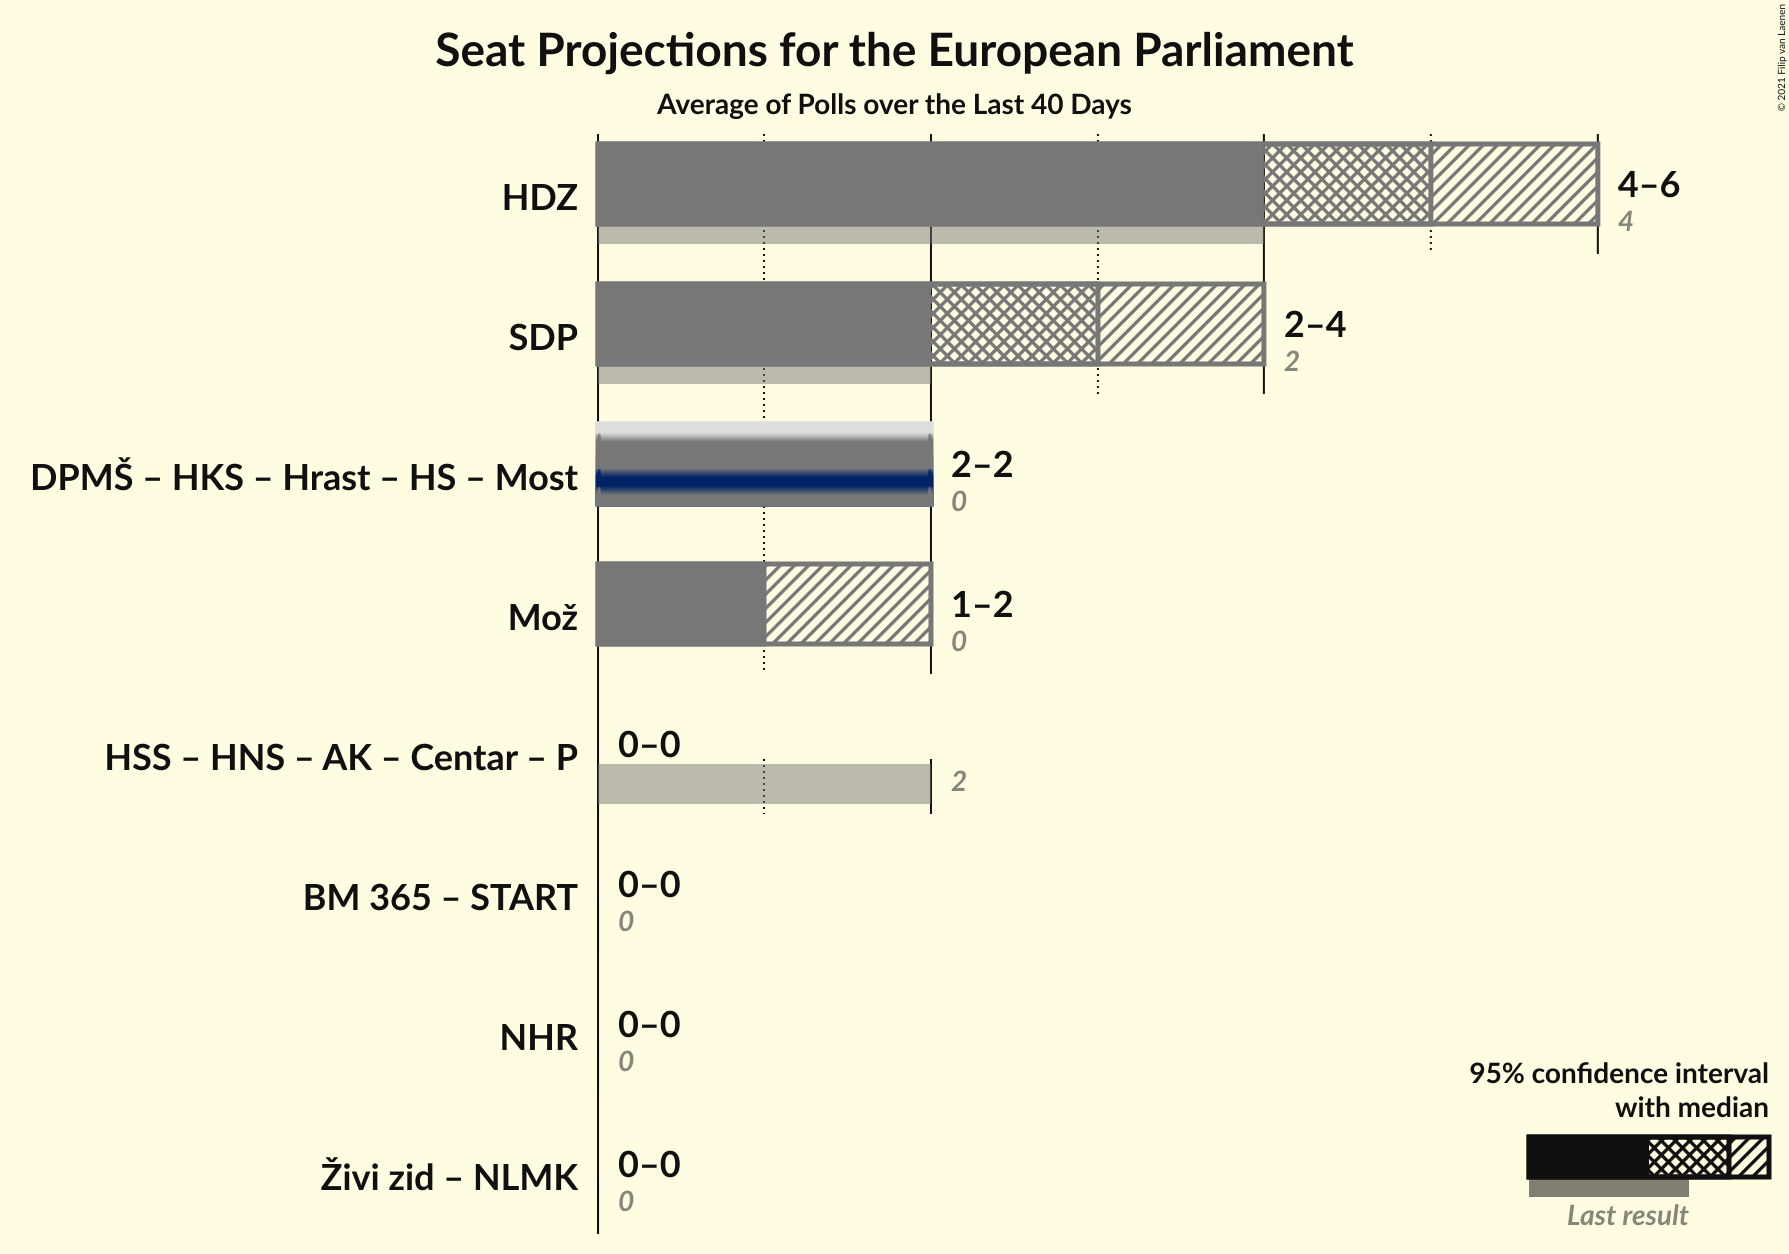 Seat Projections for the European Parliament
Average of Polls over the Last 40 Days
© 2021 Filip van Laenen
HDZ
4–6
4
SDP
2–4
2
DPMŠ – HKS – Hrast – HS – Most
2–2
0
Mož
1–2
0
HSS – HNS – AK – Centar – P
0–0
2
BM 365 – START
0–0
0
NHR
0–0
0
Živi zid – NLMK
0–0
0
95% confidence interval
with median
Last result